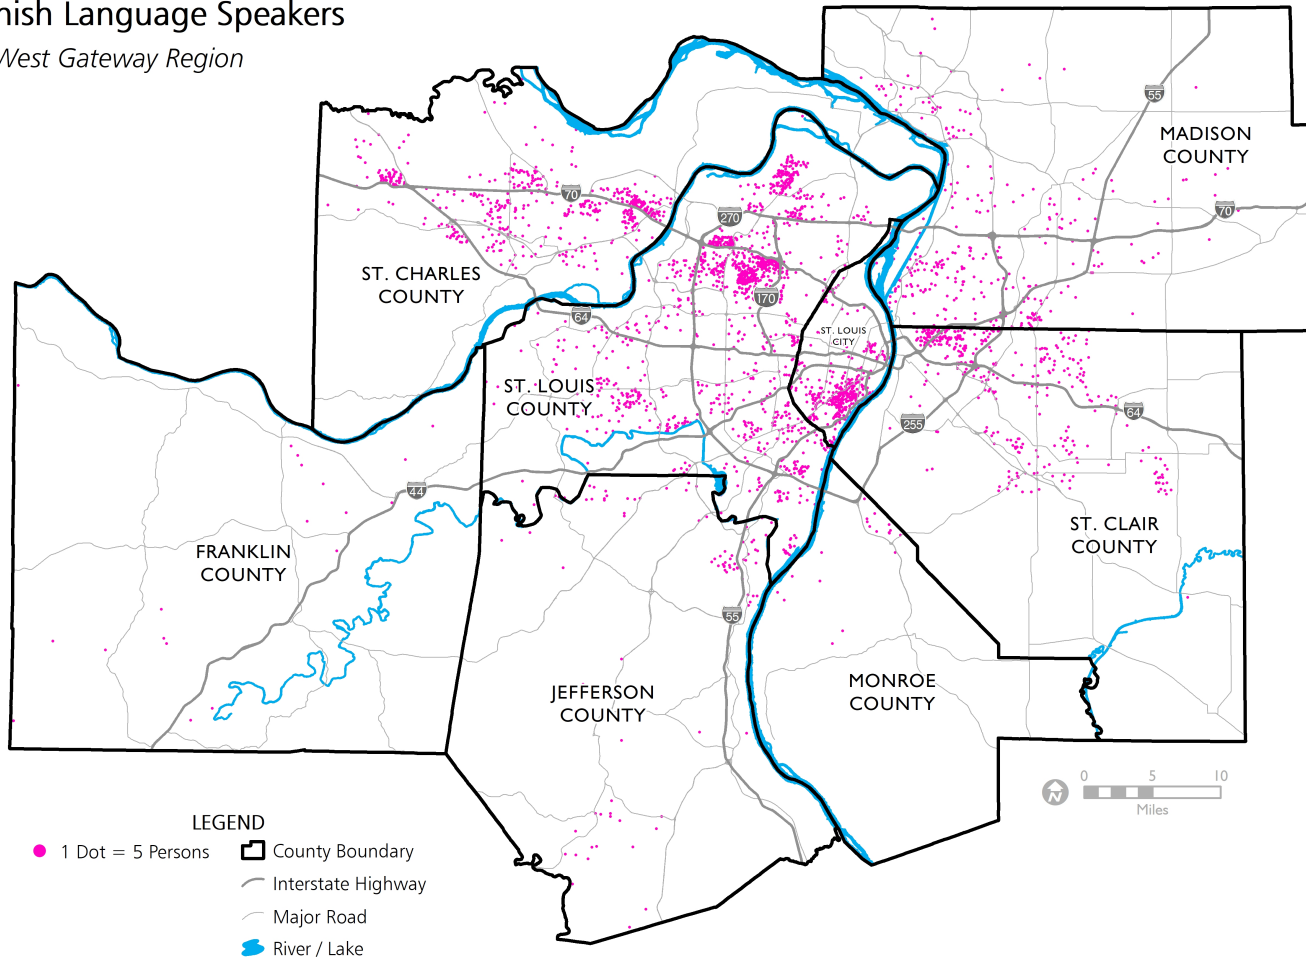 nish Language Speakers
West Gateway Region
55
MADISON
COUNTY
70
70
270
ST. CHARLES
COUNTY
170
64
ST. LOUIS
CITY
ST. LOUIS
COUNTY
64
255
44
ST. CLAIR
COUNTY
FRANKLIN
COUNTY
55
JEFFERSON
COUNTY
MONROE
COUNTY
N
0 5 10
Miles
LEGEND
1 Dot = 5 Persons
County Boundary
Interstate Highway
Major Road
River / Lake